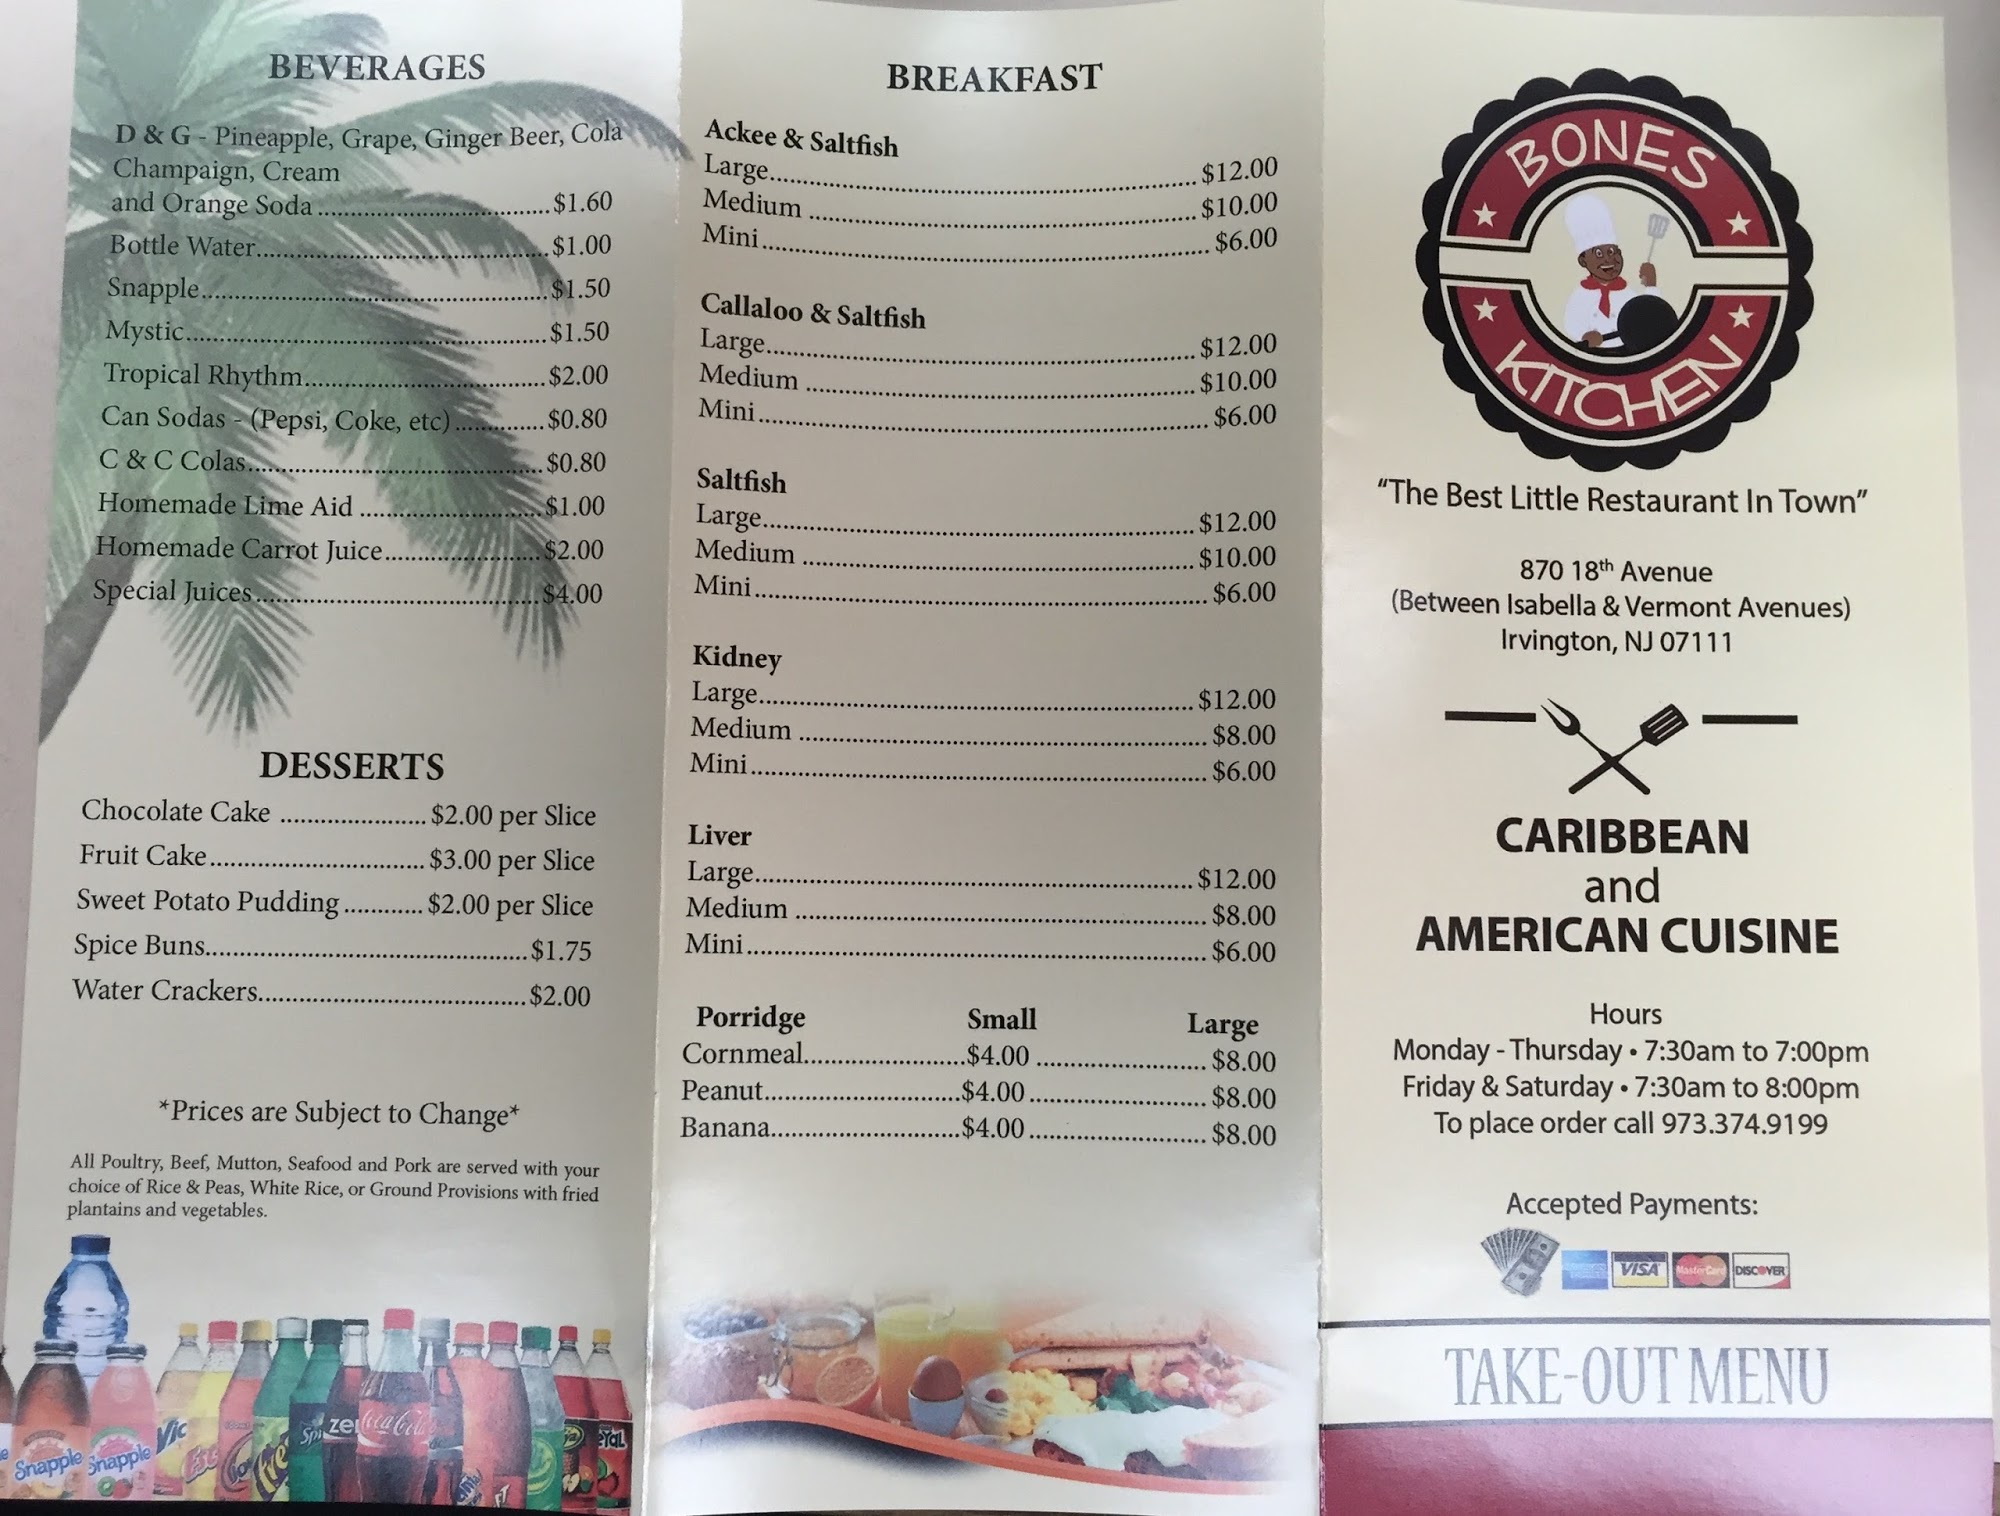 BEVERAGES
D & G - Pineapple, Grape, Ginger Beer, Cola
Champaign, Cream
and Orange Soda ........ $1.60
Bottle Water........ $1.00
Snapple........ $1.50
Mystic........ $1.50
Tropical Rhythm........ $2.00
Can Sodas - (Pepsi, Coke, etc) ........ $0.80
C & C Colas........ $0.80
Homemade Lime Aid ........ $1.00
Homemade Carrot Juice........ $2.00
Special Juices........ $4.00
DESSERTS
Chocolate Cake ........ $2.00 per Slice
Fruit Cake........ $3.00 per Slice
Sweet Potato Pudding ........ $2.00 per Slice
Spice Buns........ $1.75
Water Crackers........ $2.00
*Prices are Subject to Change*
All Poultry, Beef, Mutton, Seafood and Pork are served with your
choice of Rice & Peas, White Rice, or Ground Provisions with fried
plantains and vegetables.
Snapple
Snapple
Coca-Cola
BREAKFAST
Ackee & Saltfish
Large........ $12.00
Medium ........ $10.00
Mini........ $6.00
Callaloo & Saltfish
Large........ $12.00
Medium ........ $10.00
Mini........ $6.00
Saltfish
Large........ $12.00
Medium ........ $10.00
Mini........ $6.00
Kidney
Large........ $12.00
Medium ........ $8.00
Mini........ $6.00
Liver
Large........ $12.00
Medium ........ $8.00
Mini........ $6.00
Porridge Small Large
Cornmeal........ $4.00 ........ $8.00
Peanut........ $4.00 ........ $8.00
Banana........ $4.00 ........ $8.00
BONES
KITCHEN
"The Best Little Restaurant In Town"
870 18th Avenue
(Between Isabella & Vermont Avenues)
Irvington, NJ 07111
CARIBBEAN
and
AMERICAN CUISINE
Hours
Monday - Thursday • 7:30am to 7:00pm
Friday & Saturday • 7:30am to 8:00pm
To place order call 973.374.9199
Accepted Payments:
VISA MasterCard DISCOVER
TAKE-OUT MENU